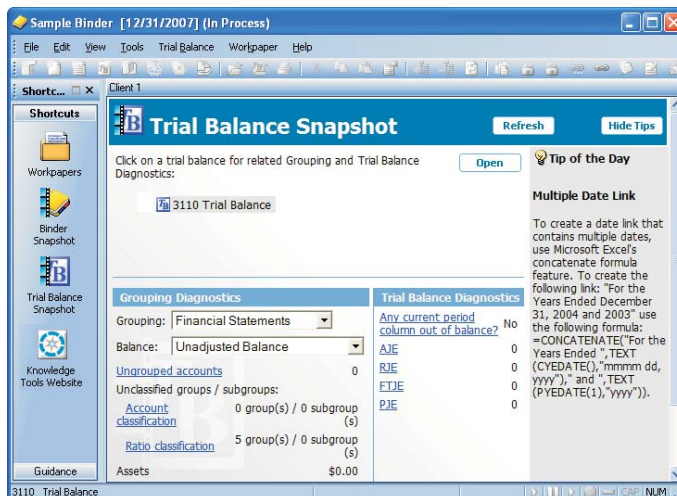 Sample Binder [12/31/2007] (In Process)
File Edit View Tools Trial Balance Workpaper Help
Shortc...
Client 1
Shortcuts
Workpapers
Binder
Snapshot
Trial Balance
Snapshot
Knowledge
Tools Website
Guidance
TB Trial Balance Snapshot
Refresh
Hide Tips
Click on a trial balance for related Grouping and Trial Balance
Diagnostics:
Open
3110 Trial Balance
Grouping Diagnostics
Grouping: Financial Statements
Balance: Unadjusted Balance
Ungrouped accounts 0
Unclassified groups / subgroups:
Account
classification
0 group(s) / 0 subgroup
(s)
Ratio classification
5 group(s) / 0 subgroup
(s)
Assets $0.00
Trial Balance Diagnostics
Any current period
column out of balance? No
AJE 0
RJE 0
FTJE 0
PJE 0
Tip of the Day
Multiple Date Link
To create a date link that
contains multiple dates,
use Microsoft Excel's
concatenate formula
feature. To create the
following link: "For the
Years Ended December
31, 2004 and 2003" use
the following formula:
=CONCATENATE("For the
Years Ended ",TEXT
(CYEDATE(),"mmmm dd,
yyyy")," and ",TEXT
(PYEDATE(1),"yyyy")).
3110 Trial Balance
CAP NUM